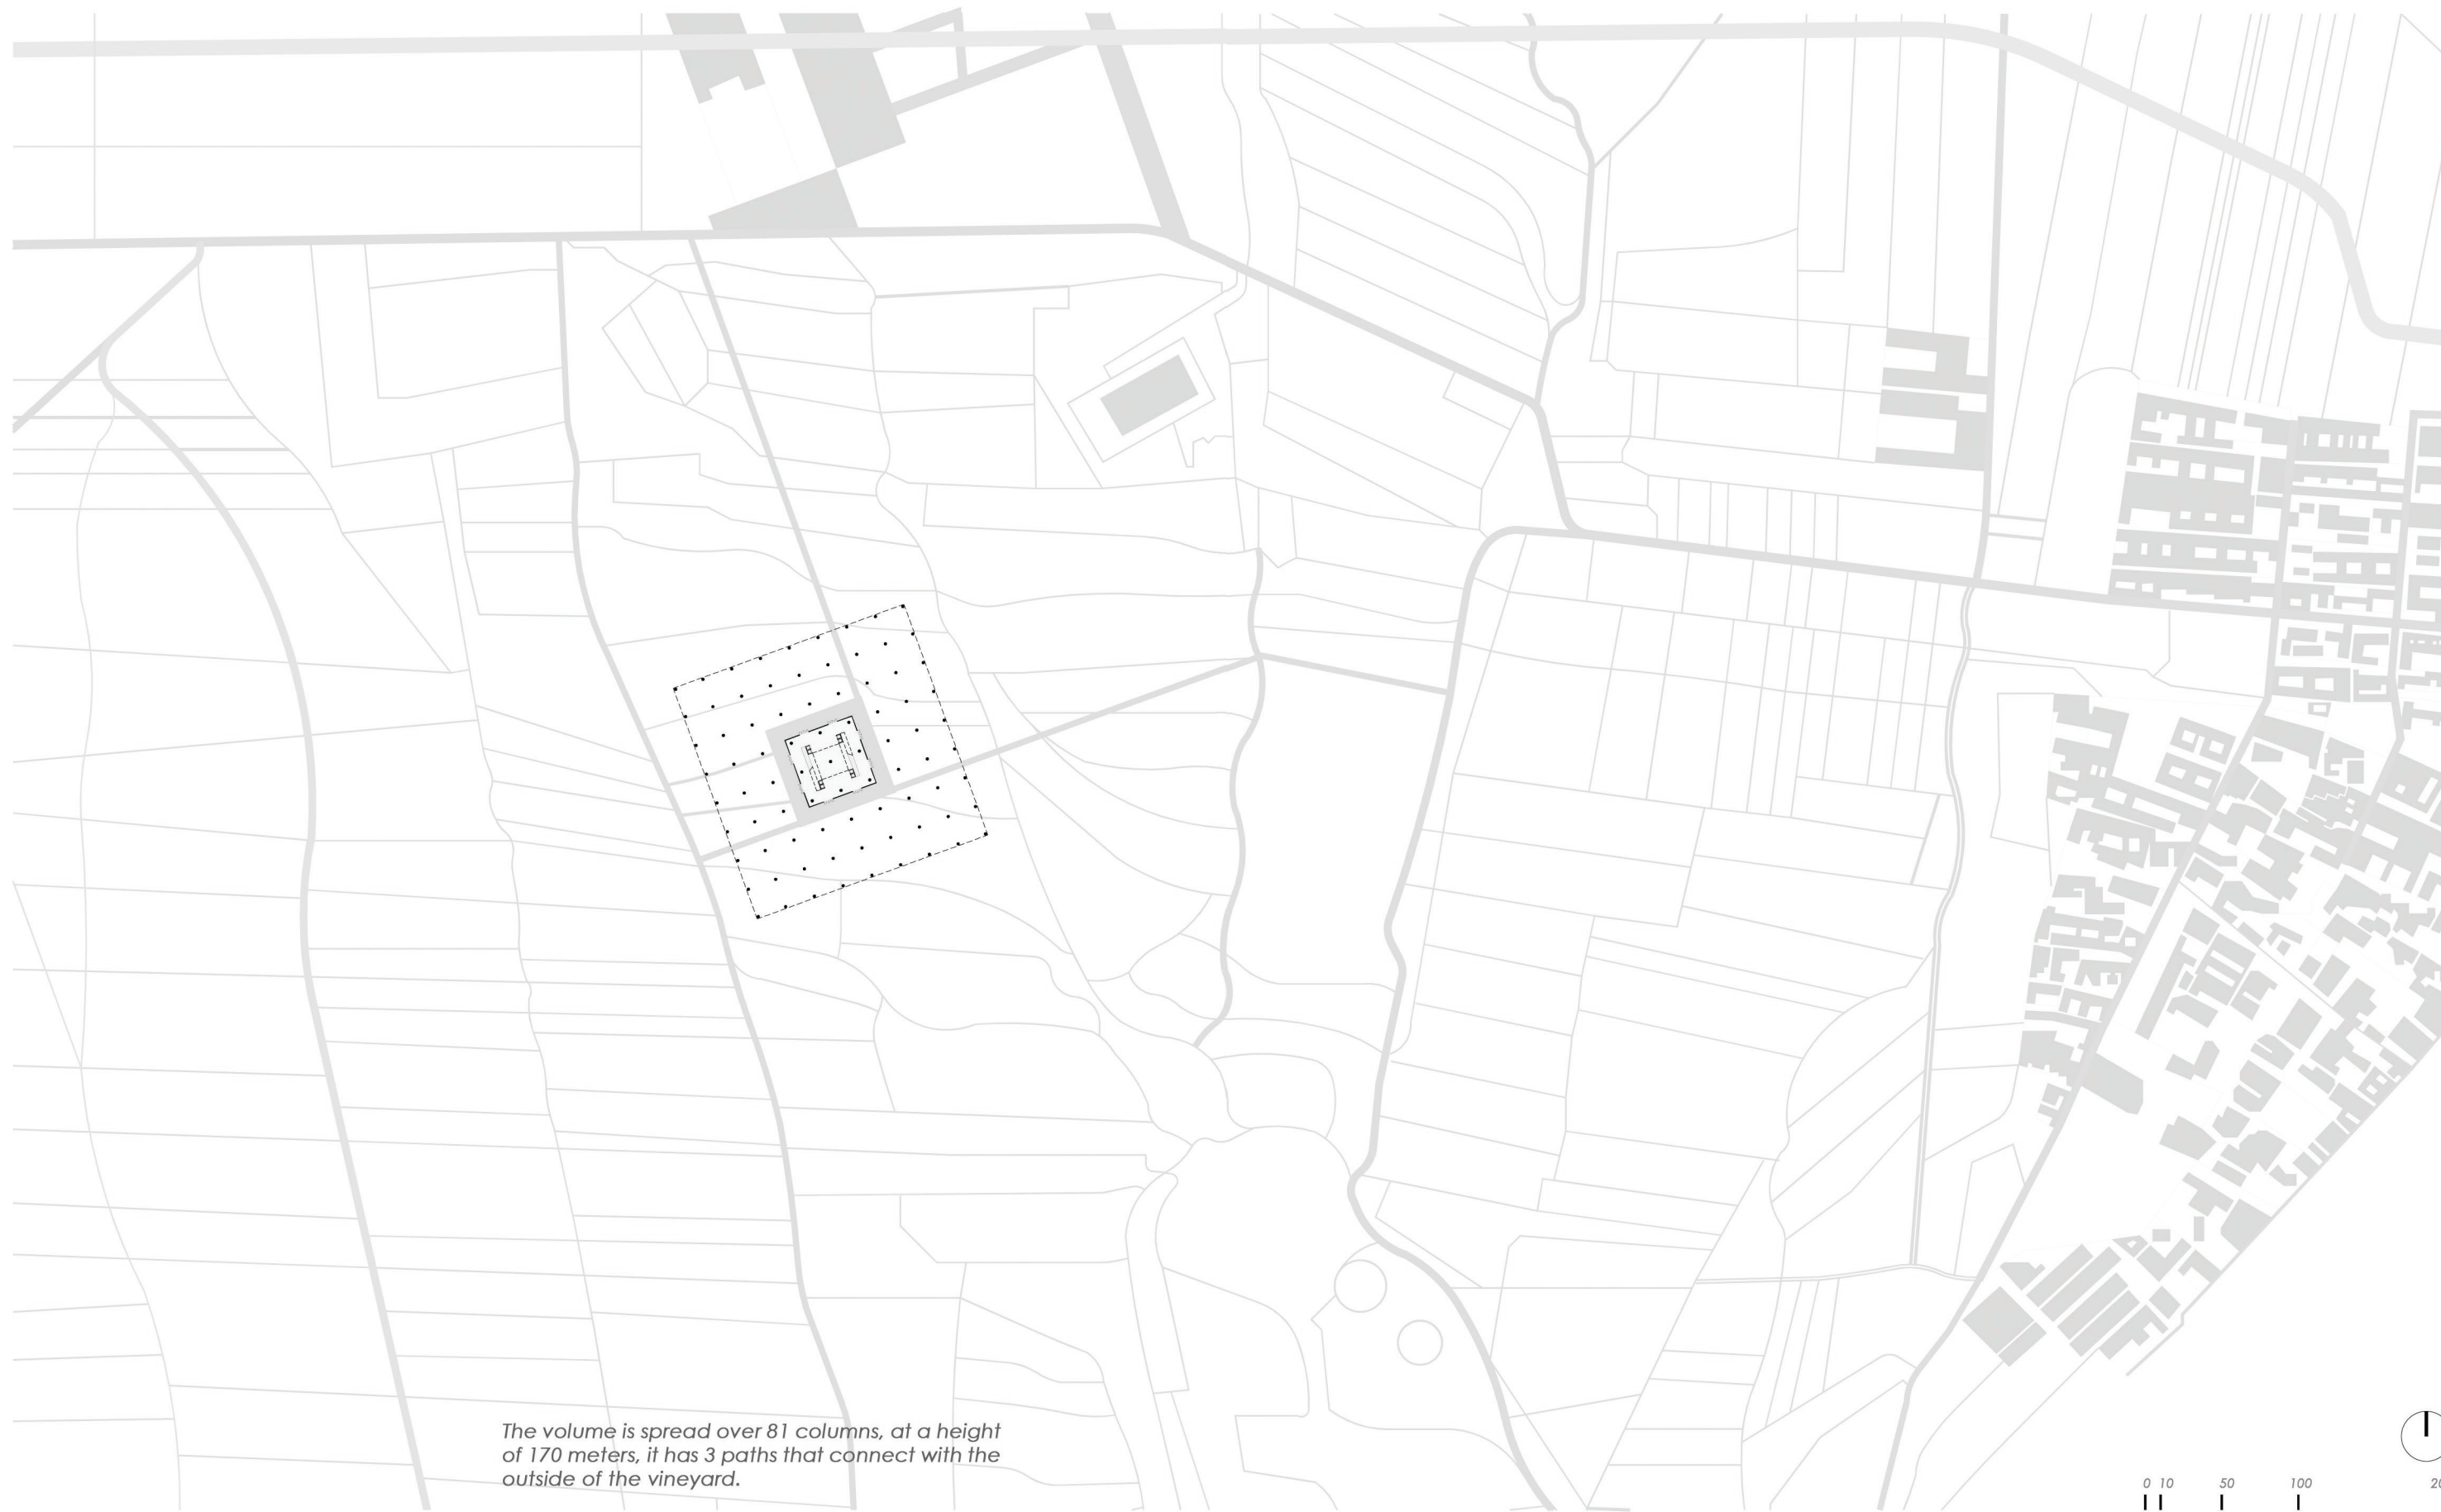 The volume is spread over 81 columns, at a height
of 170 meters, it has 3 paths that connect with the
outside of the vineyard.
0 10 50 100 20